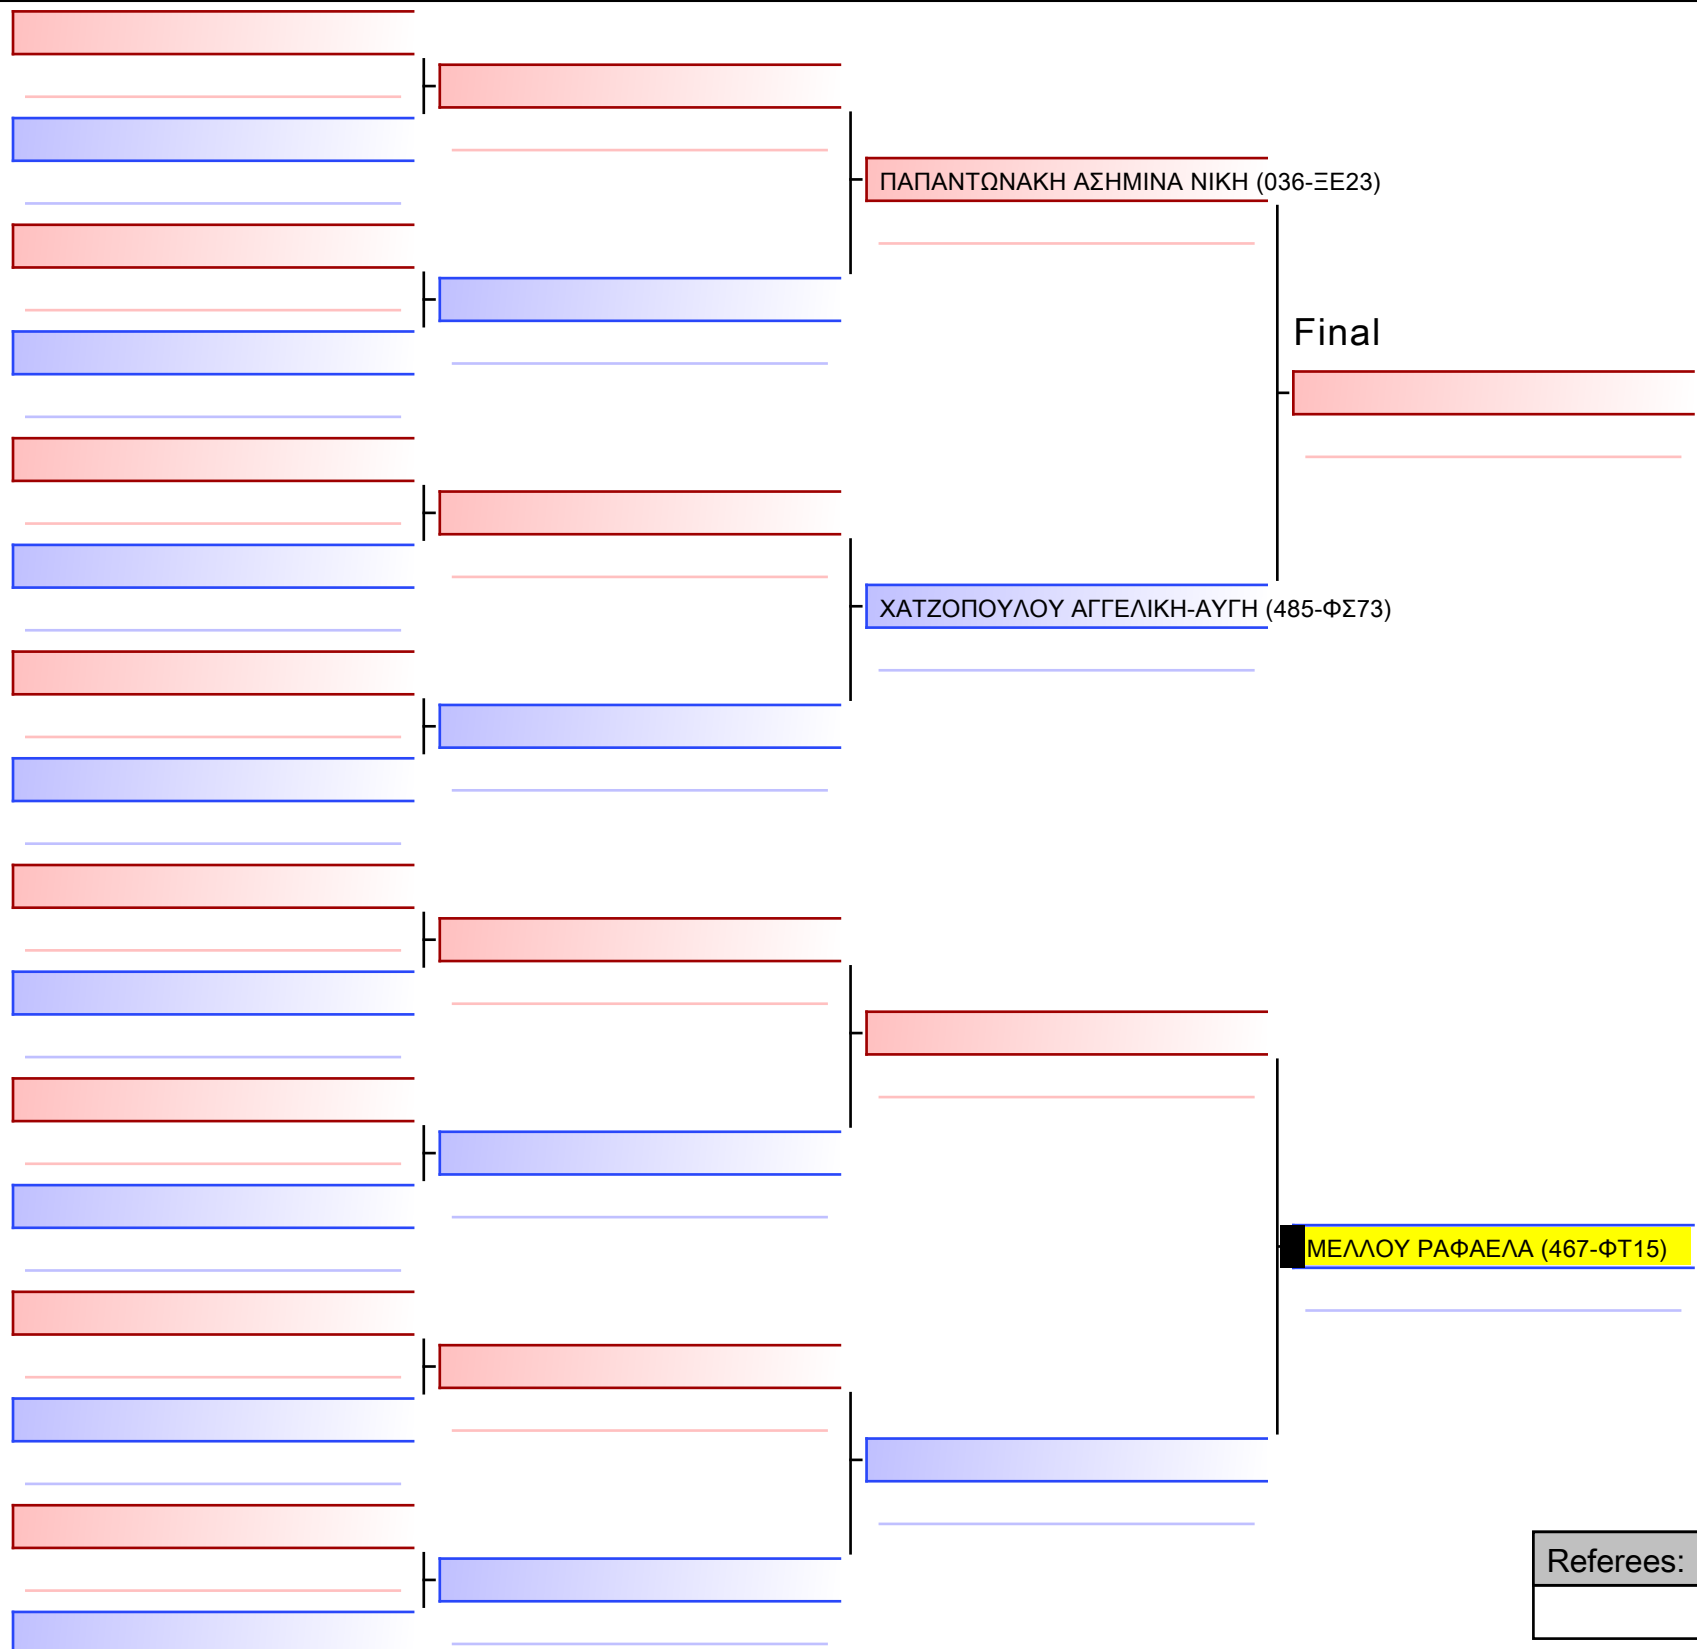 ΠΑΠΑΝΤΩΝΑΚΗ ΑΣΗΜΙΝΑ ΝΙΚΗ (036-ΞΕ23)
Final
ΧΑΤΖΟΠΟΥΛΟΥ ΑΓΓΕΛΙΚΗ-ΑΥΓΗ (485-ΦΣ73)
ΜΕΛΛΟΥ ΡΑΦΑΕΛΑ (467-ΦΤ15)
Referees: